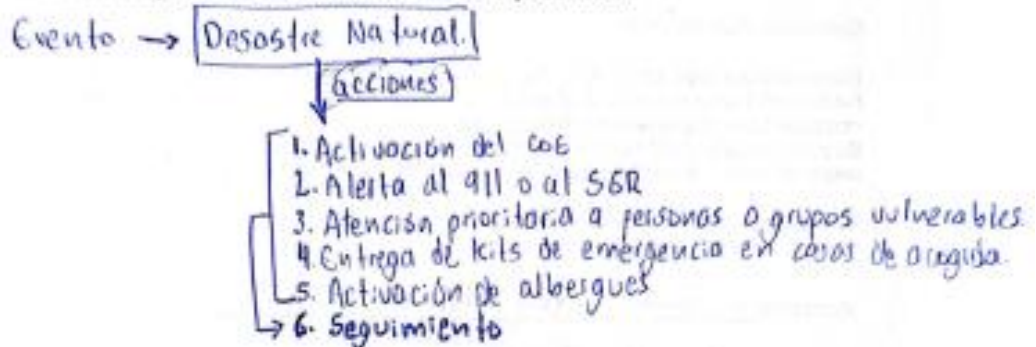 Evento → Desastre Natural.
acciones
1. Activación del COE
2. Alerta al 911 o al SGR
3. Atención prioritaria a personas o grupos vulnerables.
4. Entrega de kits de emergencia en casas de acogida.
5. Activación de albergues
6. Seguimiento